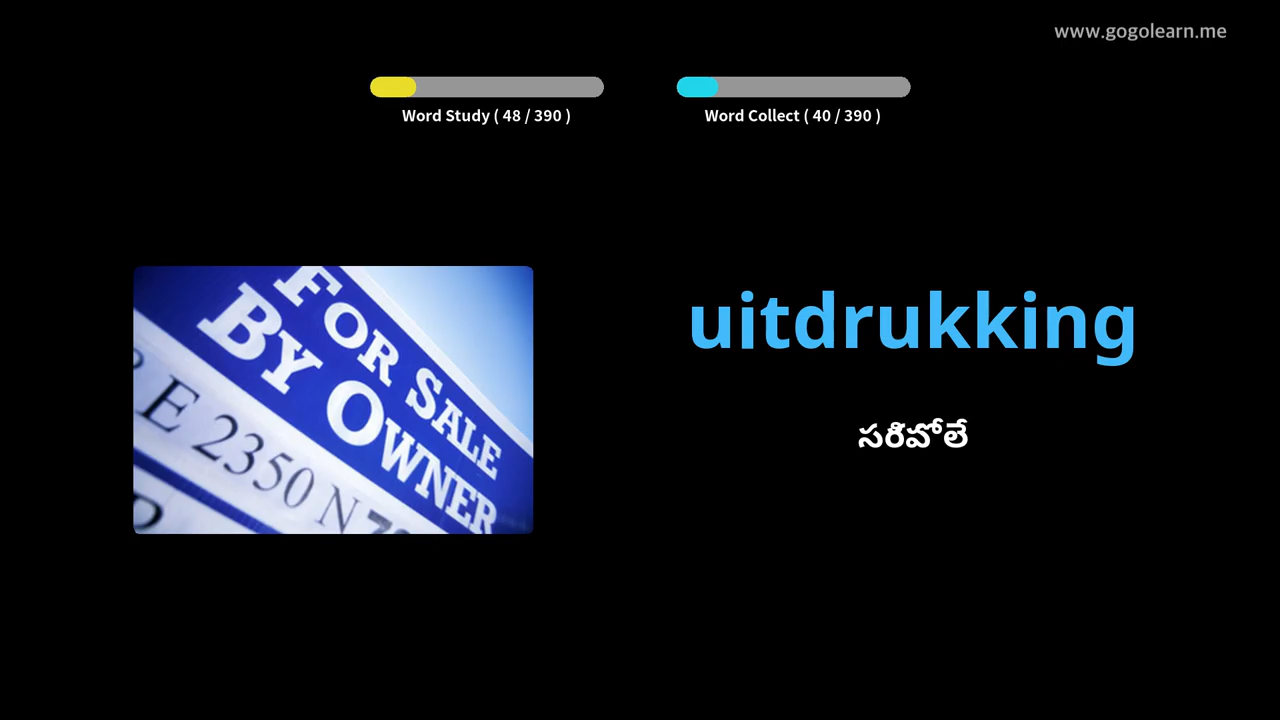 www.gogolearn.me
Word Study ( 48 / 390 )
Word Collect ( 40 / 390 )
FOR SALE
BY OWNER
E 2350 N
uitdrukking
సరివోలే